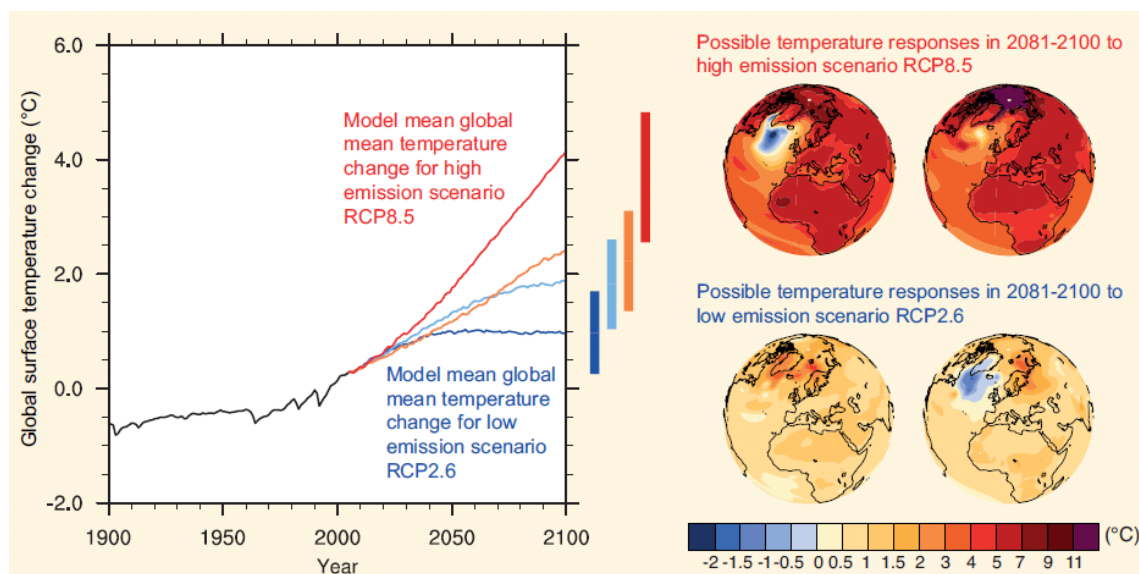 Global surface temperature change (°C)
6.0
4.0
2.0
0.0
-2.0
1900
1950
2000
2050
2100
Year
Model mean global
mean temperature
change for high
emission scenario
RCP8.5
Model mean global
mean temperature
change for low
emission scenario
RCP2.6
Possible temperature responses in 2081-2100 to
high emission scenario RCP8.5
Possible temperature responses in 2081-2100 to
low emission scenario RCP2.6
(°C)
-2 -1.5 -1 -0.5 0 0.5 1 1.5 2 3 4 5 7 9 11